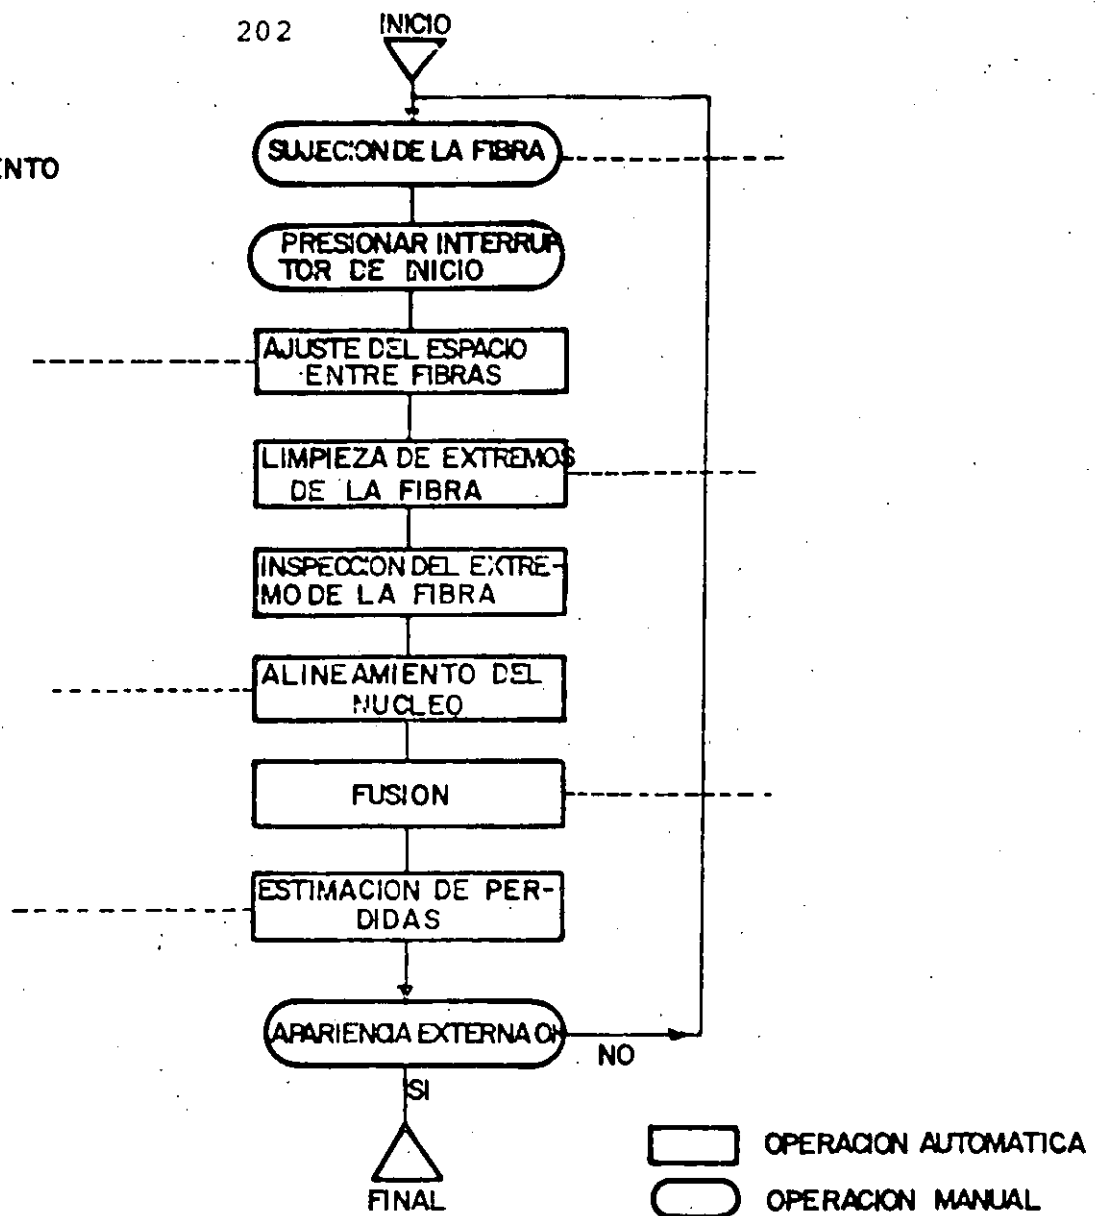 202
INICIO
ENTO
SUJECION DE LA FIBRA
PRESIONAR INTERRUP
TOR DE INICIO
AJUSTE DEL ESPACIO
ENTRE FIBRAS
LIMPIEZA DE EXTREMOS
DE LA FIBRA
INSPECCION DEL EXTRE-
MO DE LA FIBRA
ALINEAMIENTO DEL
NUCLEO
FUSION
ESTIMACION DE PER-
DIDAS
APARIENCIA EXTERNA OK
NO
SI
FINAL
OPERACION AUTOMATICA
OPERACION MANUAL